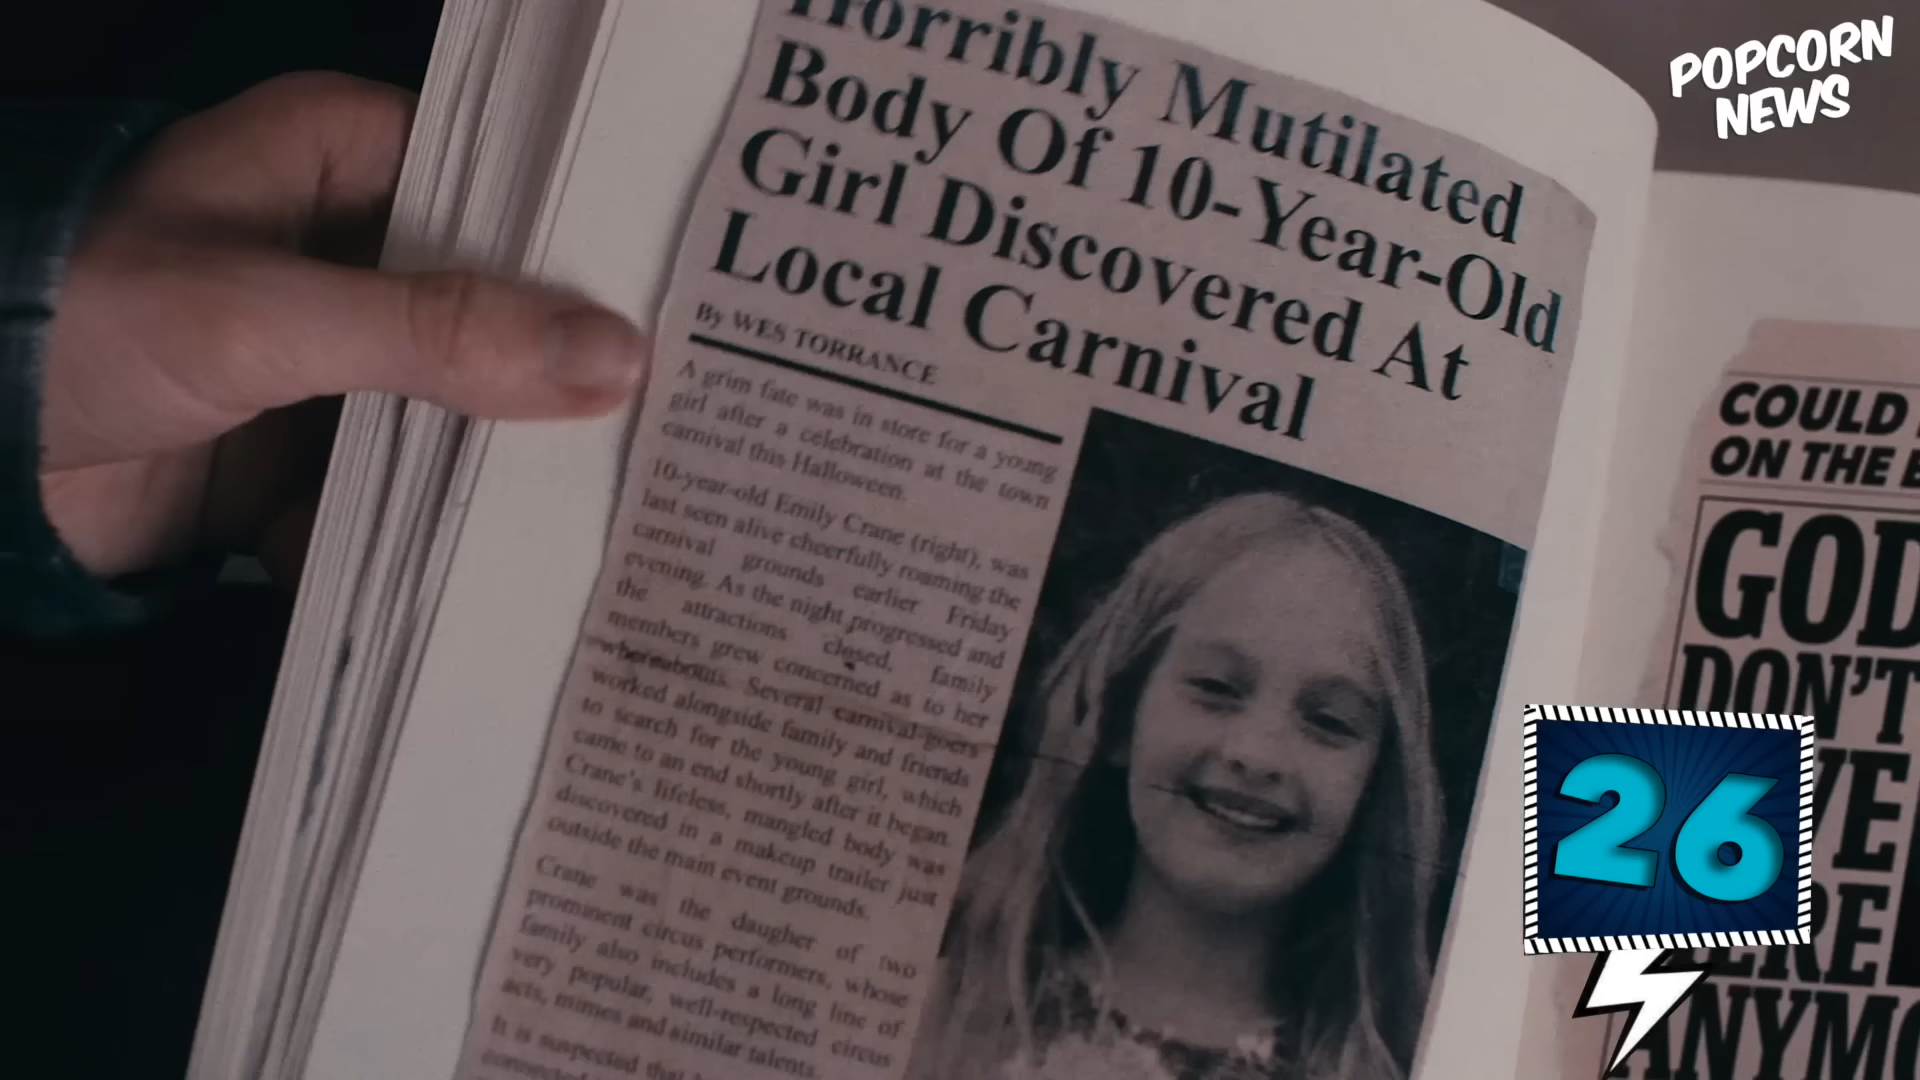 Horribly Mutilated
Body Of 10-Year-Old
Girl Discovered At
Local Carnival
By WES TORRANCE
A grim fate was in store for a young
girl after a celebration at the town
carnival this Halloween.
10-year-old Emily Crane (right), was
last seen alive cheerfully roaming the
carnival grounds earlier Friday
evening. As the night progressed and
the attractions closed, family
members grew concerned as to her
whereabouts. Several carnival-goers
worked alongside family and friends
to search for the young girl, which
came to an end shortly after it began.
Crane's lifeless, mangled body was
discovered in a makeup trailer just
outside the main event grounds.
Crane was the daugher of two
prominent circus performers, whose
family also includes a long line of
very popular, well-respected circus
acts, mimes and similar talents.
It is suspected that
POPCORN
NEWS
COULD
ON THE
GOD
DON'T
26